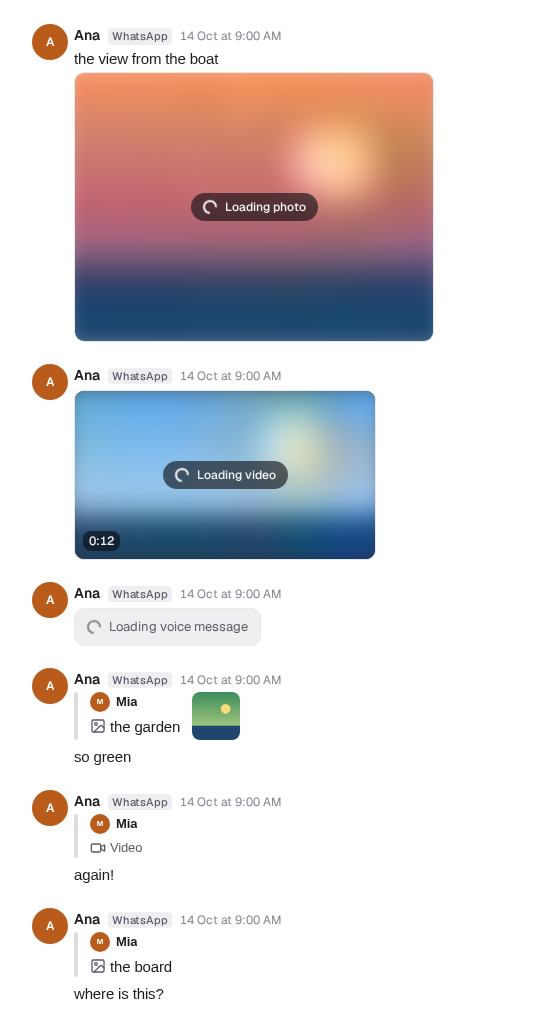 A
Ana WhatsApp 14 Oct at 9:00 AM
the view from the boat
Loading photo
A
Ana WhatsApp 14 Oct at 9:00 AM
Loading video
0:12
A
Ana WhatsApp 14 Oct at 9:00 AM
Loading voice message
A
Ana WhatsApp 14 Oct at 9:00 AM
M Mia
the garden
so green
A
Ana WhatsApp 14 Oct at 9:00 AM
M Mia
Video
again!
A
Ana WhatsApp 14 Oct at 9:00 AM
M Mia
the board
where is this?